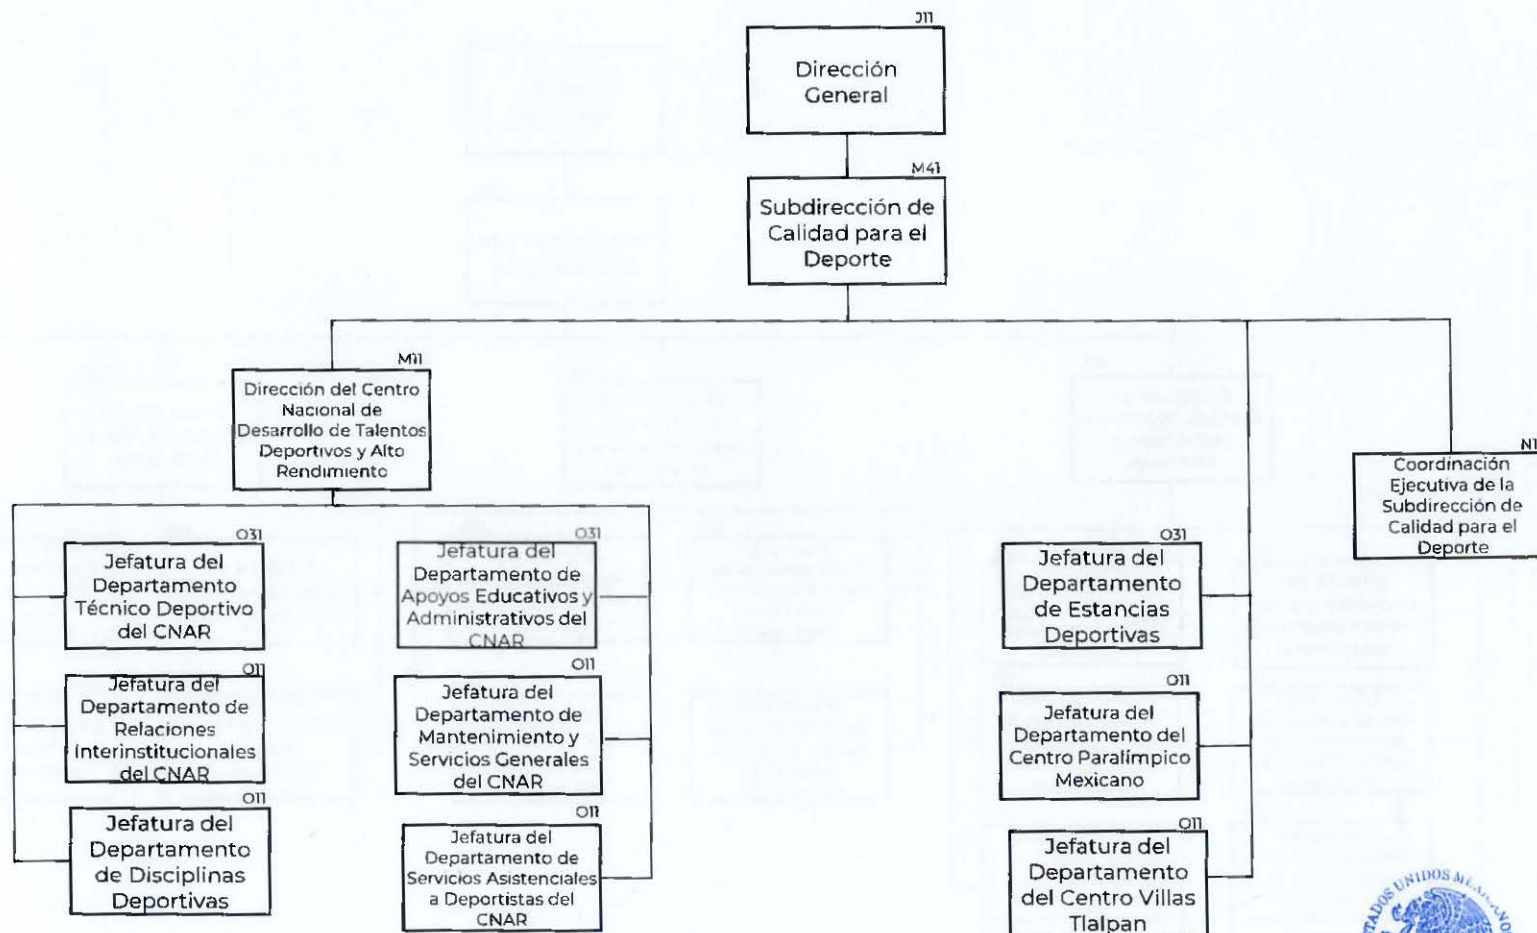 J11
Dirección
General
M41
Subdirección de
Calidad para el
Deporte
M11
Dirección del Centro
Nacional de
Desarrollo de Talentos
Deportivos y Alto
Rendimiento
N1
Coordinación
Ejecutiva de la
Subdirección de
Calidad para el
Deporte
O31
Jefatura del
Departamento
Técnico Deportivo
del CNAR
O11
Jefatura del
Departamento de
Relaciones
Interinstitucionales
del CNAR
O11
Jefatura del
Departamento
de Disciplinas
Deportivas
O31
Jefatura del
Departamento de
Apoyos Educativos y
Administrativos del
CNAR
O11
Jefatura del
Departamento de
Mantenimiento y
Servicios Generales
del CNAR
O11
Jefatura del
Departamento de
Servicios Asistenciales
a Deportistas del
CNAR
O31
Jefatura del
Departamento
de Estancias
Deportivas
O11
Jefatura del
Departamento del
Centro Paralímpico
Mexicano
O11
Jefatura del
Departamento
del Centro Villas
Tlalpan
UNIDOS